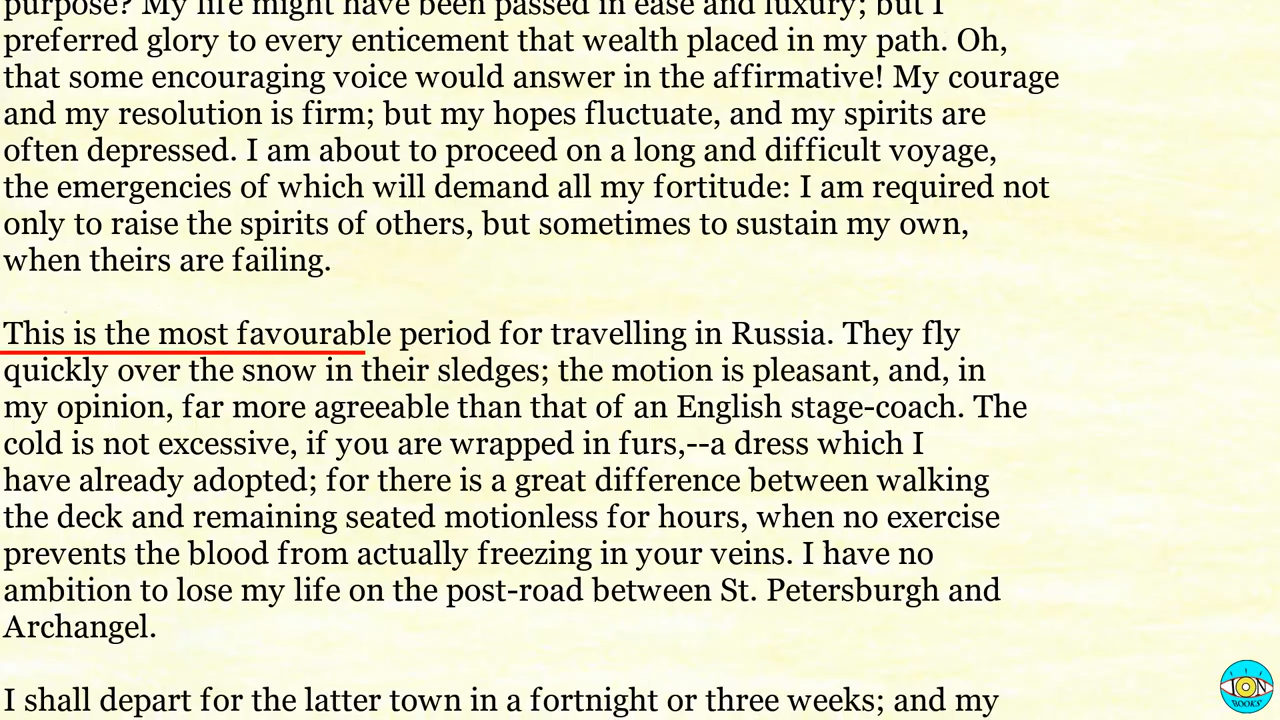 purpose? My life might have been passed in ease and luxury; but I
preferred glory to every enticement that wealth placed in my path. Oh,
that some encouraging voice would answer in the affirmative! My courage
and my resolution is firm; but my hopes fluctuate, and my spirits are
often depressed. I am about to proceed on a long and difficult voyage,
the emergencies of which will demand all my fortitude: I am required not
only to raise the spirits of others, but sometimes to sustain my own,
when theirs are failing.
This is the most favourable period for travelling in Russia. They fly
quickly over the snow in their sledges; the motion is pleasant, and, in
my opinion, far more agreeable than that of an English stage-coach. The
cold is not excessive, if you are wrapped in furs,--a dress which I
have already adopted; for there is a great difference between walking
the deck and remaining seated motionless for hours, when no exercise
prevents the blood from actually freezing in your veins. I have no
ambition to lose my life on the post-road between St. Petersburgh and
Archangel.
I shall depart for the latter town in a fortnight or three weeks; and my
ION
BOOKS